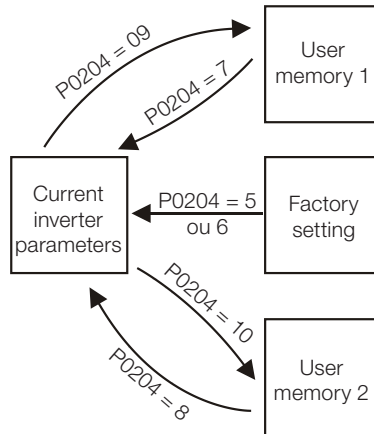 P0204 = 09
User
memory 1
P0204 = 7
Current
inverter
parameters
P0204 = 5
ou 6
Factory
setting
P0204 = 10
P0204 = 8
User
memory 2